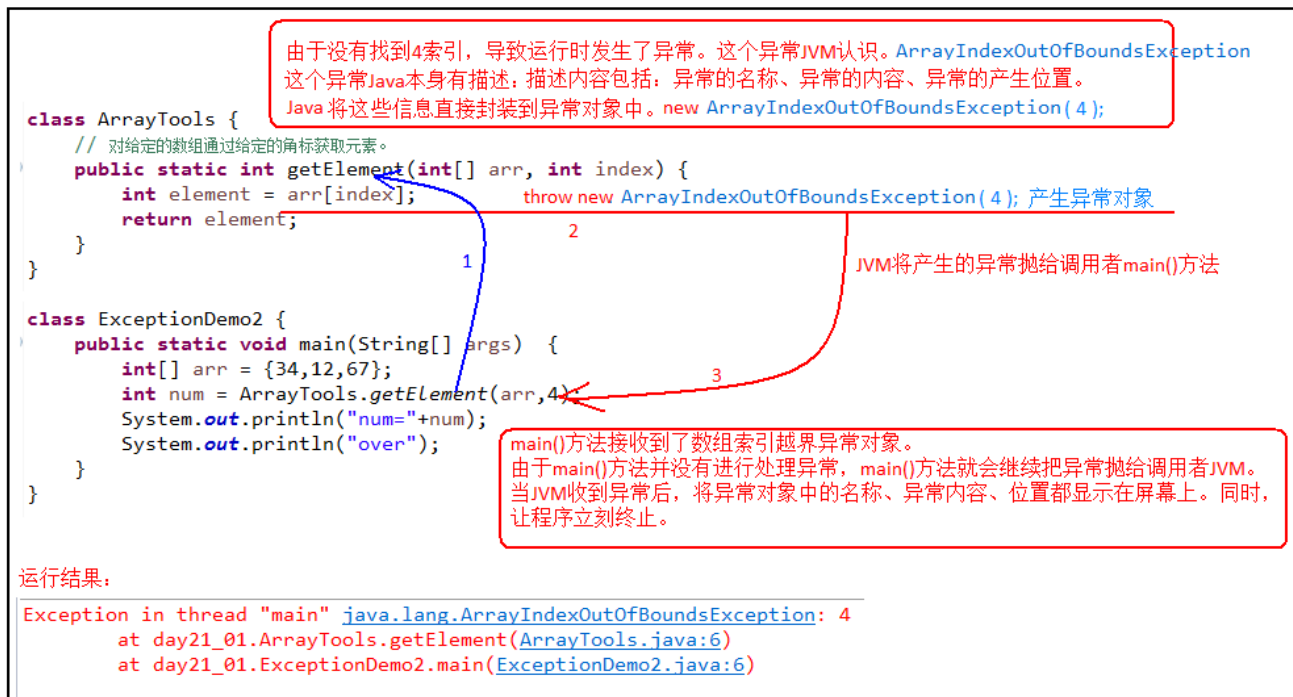 由于没有找到4索引，导致运行时发生了异常。这个异常JVM认识。ArrayIndexOutOfBoundsException
这个异常Java本身有描述：描述内容包括：异常的名称、异常的内容、异常的产生位置。
Java 将这些信息直接封装到异常对象中。new ArrayIndexOutOfBoundsException( 4 );
class ArrayTools {
// 对给定的数组通过给定的角标获取元素。
public static int getElement(int[] arr, int index) {
int element = arr[index];
throw new ArrayIndexOutOfBoundsException( 4 ); 产生异常对象
return element;
2
}
1
JVM将产生的异常抛给调用者main()方法
}
class ExceptionDemo2 {
public static void main(String[] args)  {
int[] arr = {34,12,67};
3
int num = ArrayTools.getElement(arr,4);
System.out.println("num="+num);
System.out.println("over");
}
}
main()方法接收到了数组索引越界异常对象。
由于main()方法并没有进行处理异常，main()方法就会继续把异常抛给调用者JVM。
当JVM收到异常后，将异常对象中的名称、异常内容、位置都显示在屏幕上。同时，
让程序立刻终止。
运行结果：
Exception in thread "main" java.lang.ArrayIndexOutOfBoundsException: 4
at day21_01.ArrayTools.getElement(ArrayTools.java:6)
at day21_01.ExceptionDemo2.main(ExceptionDemo2.java:6)